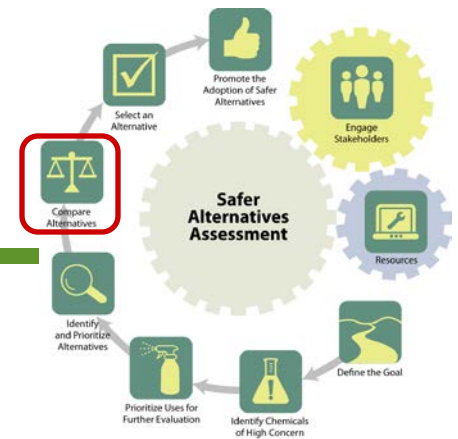 Promote the
Adoption of Safer
Alternatives
Select an
Alternative
Engage
Stakeholders
Compare
Alternatives
Safer
Alternatives
Assessment
Resources
Identify
and Prioritize
Alternatives
Define the Goal
Prioritize Uses for
Further Evaluation
Identify Chemicals
of High Concern